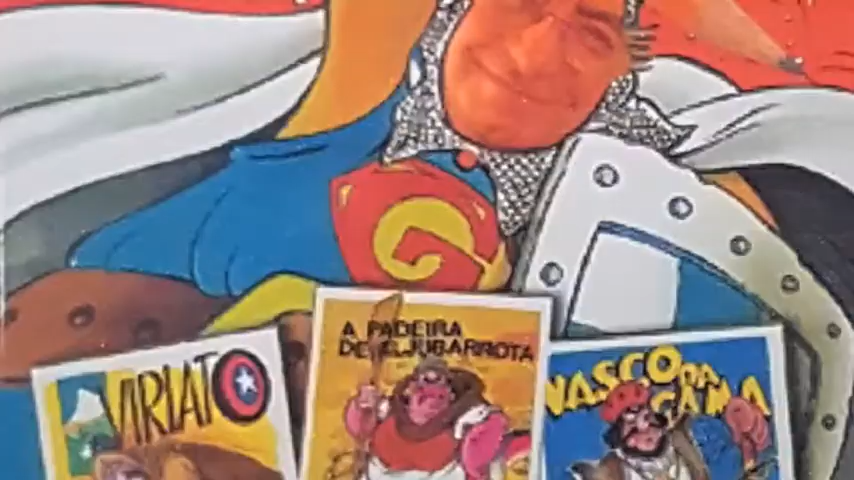 G
VIRIATO
A PADEIRA
DE ALJUBARROTA
VASCO DA
GAMA